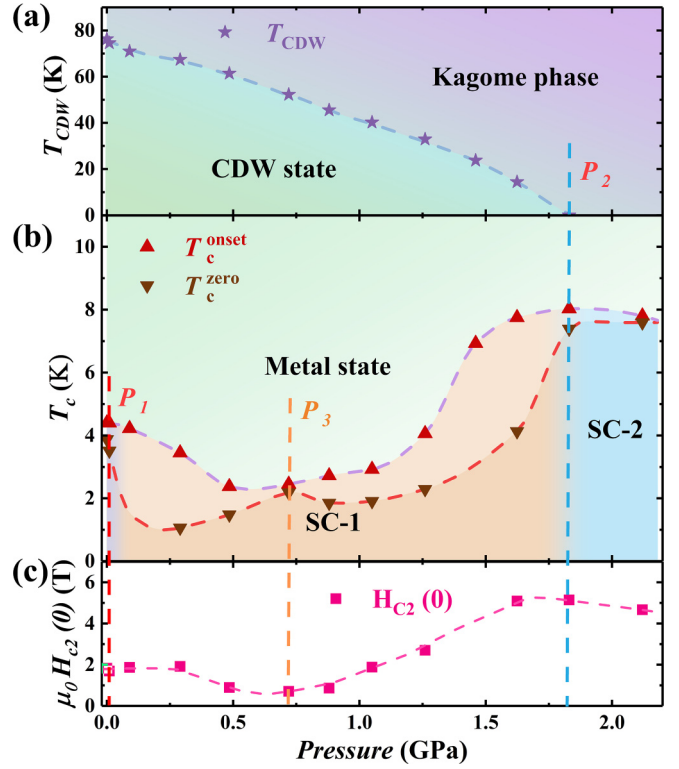 (a)
80
60
40
20
0
T_CDW (K)
T_CDW
Kagome phase
CDW state
P_2
(b)
10
8
6
4
2
0
T_c (K)
T_c^onset
T_c^zero
Metal state
P_1
P_3
SC-1
SC-2
(c)
6
4
2
0
μ_0 H_c2 (0) (T)
H_C2 (0)
0.0 0.5 1.0 1.5 2.0
Pressure (GPa)